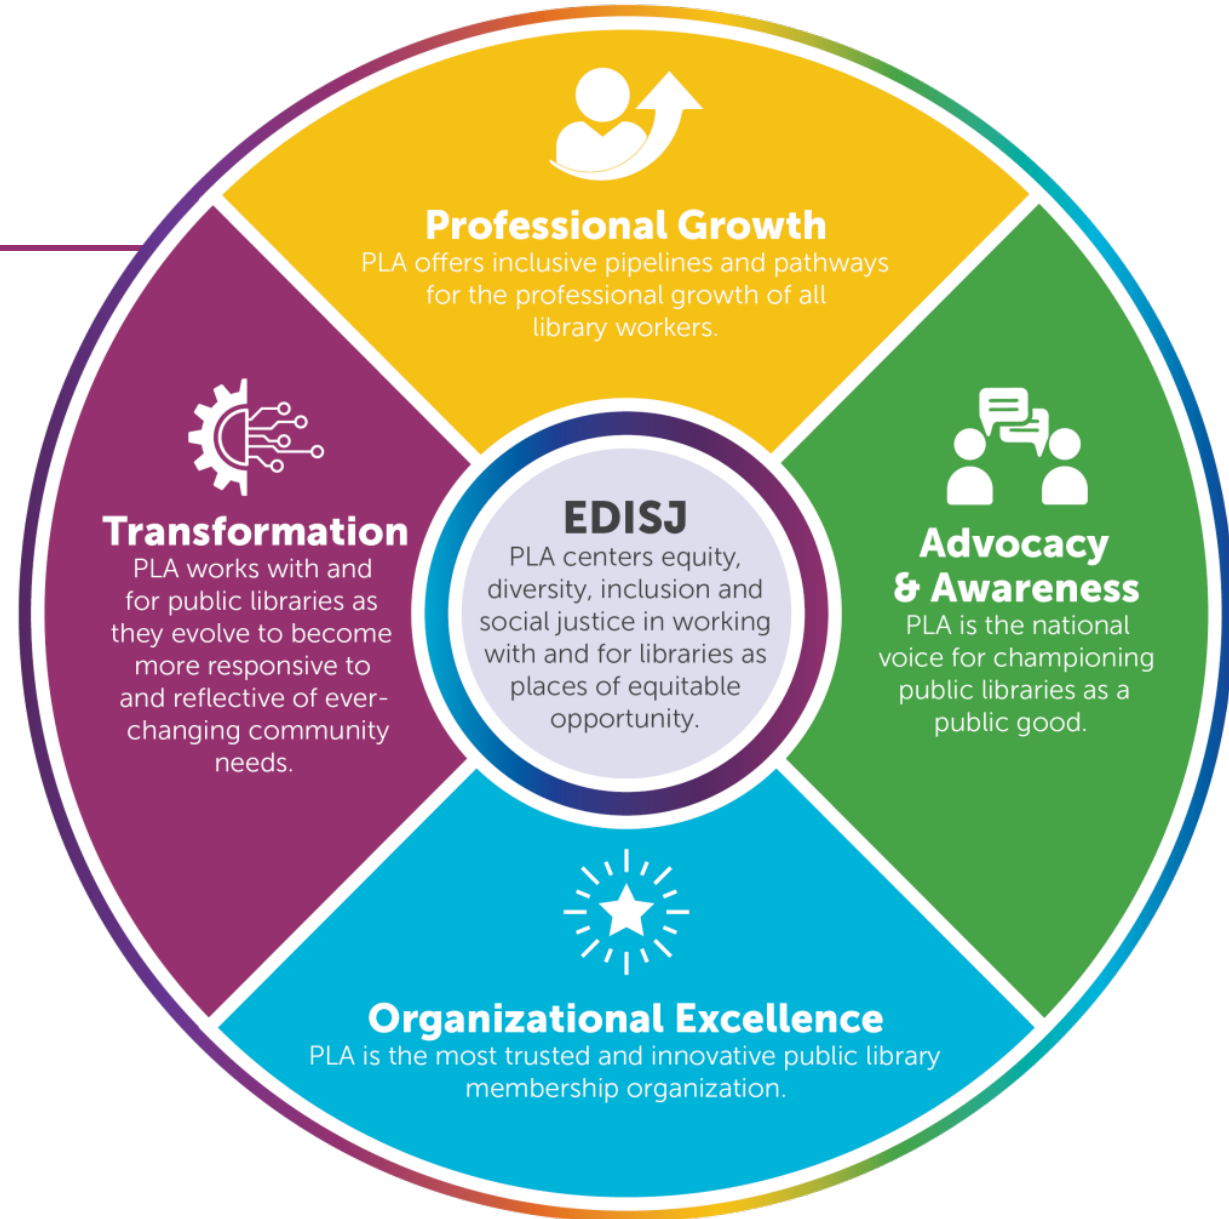 Professional Growth
PLA offers inclusive pipelines and pathways
for the professional growth of all
library workers.
Transformation
PLA works with and
for public libraries as
they evolve to become
more responsive to
and reflective of ever-
changing community
needs.
EDISJ
PLA centers equity,
diversity, inclusion and
social justice in working
with and for libraries as
places of equitable
opportunity.
Advocacy
& Awareness
PLA is the national
voice for championing
public libraries as a
public good.
Organizational Excellence
PLA is the most trusted and innovative public library
membership organization.